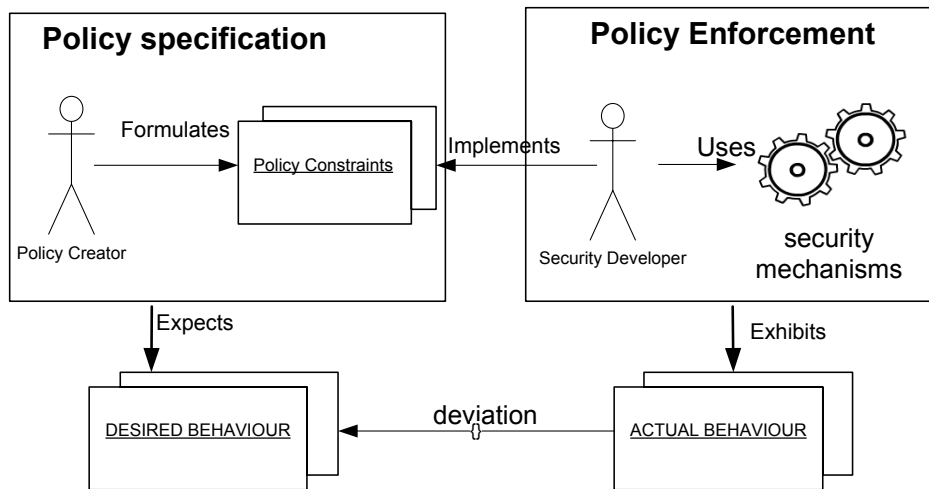 Policy specification
Policy Enforcement
Formulates
Policy Constraints
Implements
Uses
Policy Creator
Security Developer
security
mechanisms
Expects
Exhibits
DESIRED BEHAVIOUR
deviation
{}
ACTUAL BEHAVIOUR